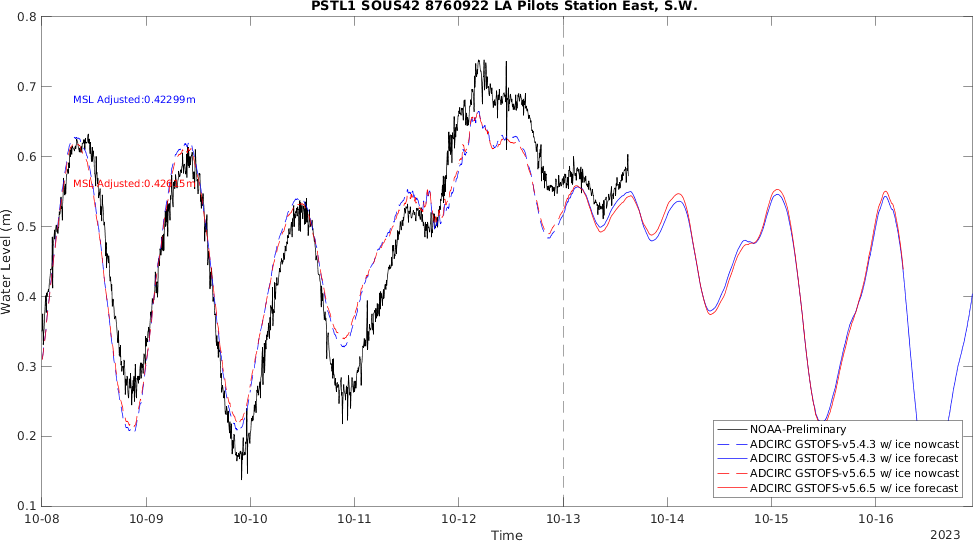 PSTL1 SOUS42 8760922 LA Pilots Station East, S.W.
0.8
0.7
0.6
0.5
0.4
0.3
0.2
0.1
Water Level (m)
MSL Adjusted:0.42299m
MSL
10-08
10-09
10-10
10-11
10-12
10-13
10-14
10-15
10-16
Time
2023
NOAA-Preliminary
ADCIRC GSTOFS-v5.4.3 w/ ice nowcast
ADCIRC GSTOFS-v5.4.3 w/ ice forecast
ADCIRC GSTOFS-v5.6.5 w/ ice nowcast
ADCIRC GSTOFS-v5.6.5 w/ ice forecast